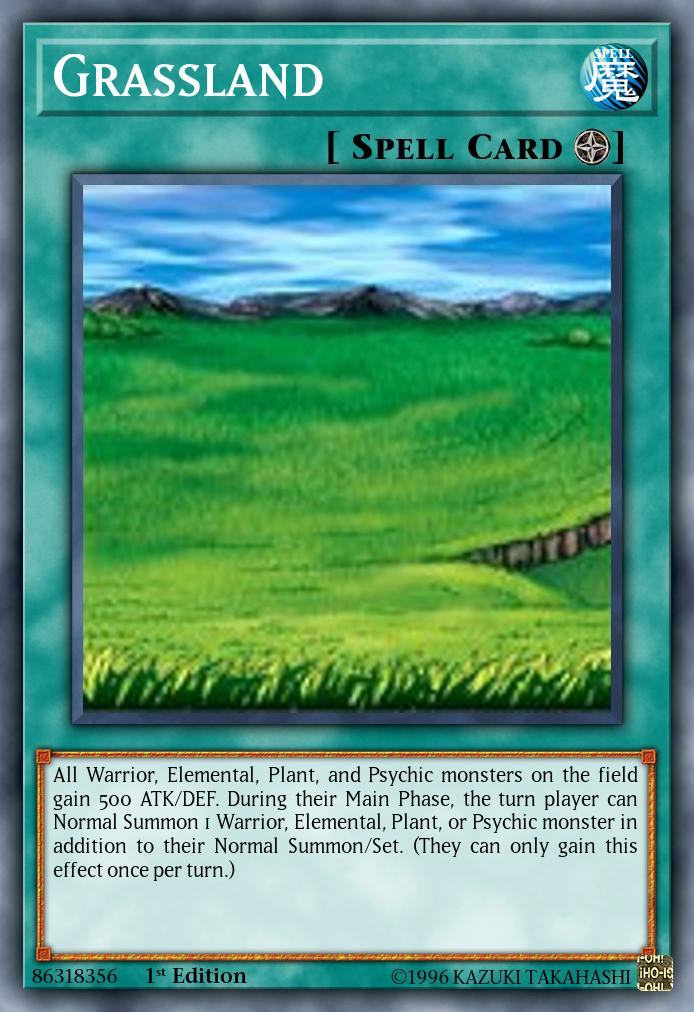 GRASSLAND
SPELL
魔
[ SPELL CARD ]
All Warrior, Elemental, Plant, and Psychic monsters on the field
gain 500 ATK/DEF. During their Main Phase, the turn player can
Normal Summon 1 Warrior, Elemental, Plant, or Psychic monster in
addition to their Normal Summon/Set. (They can only gain this
effect once per turn.)
86318356 1st Edition ©1996 KAZUKI TAKAHASHI